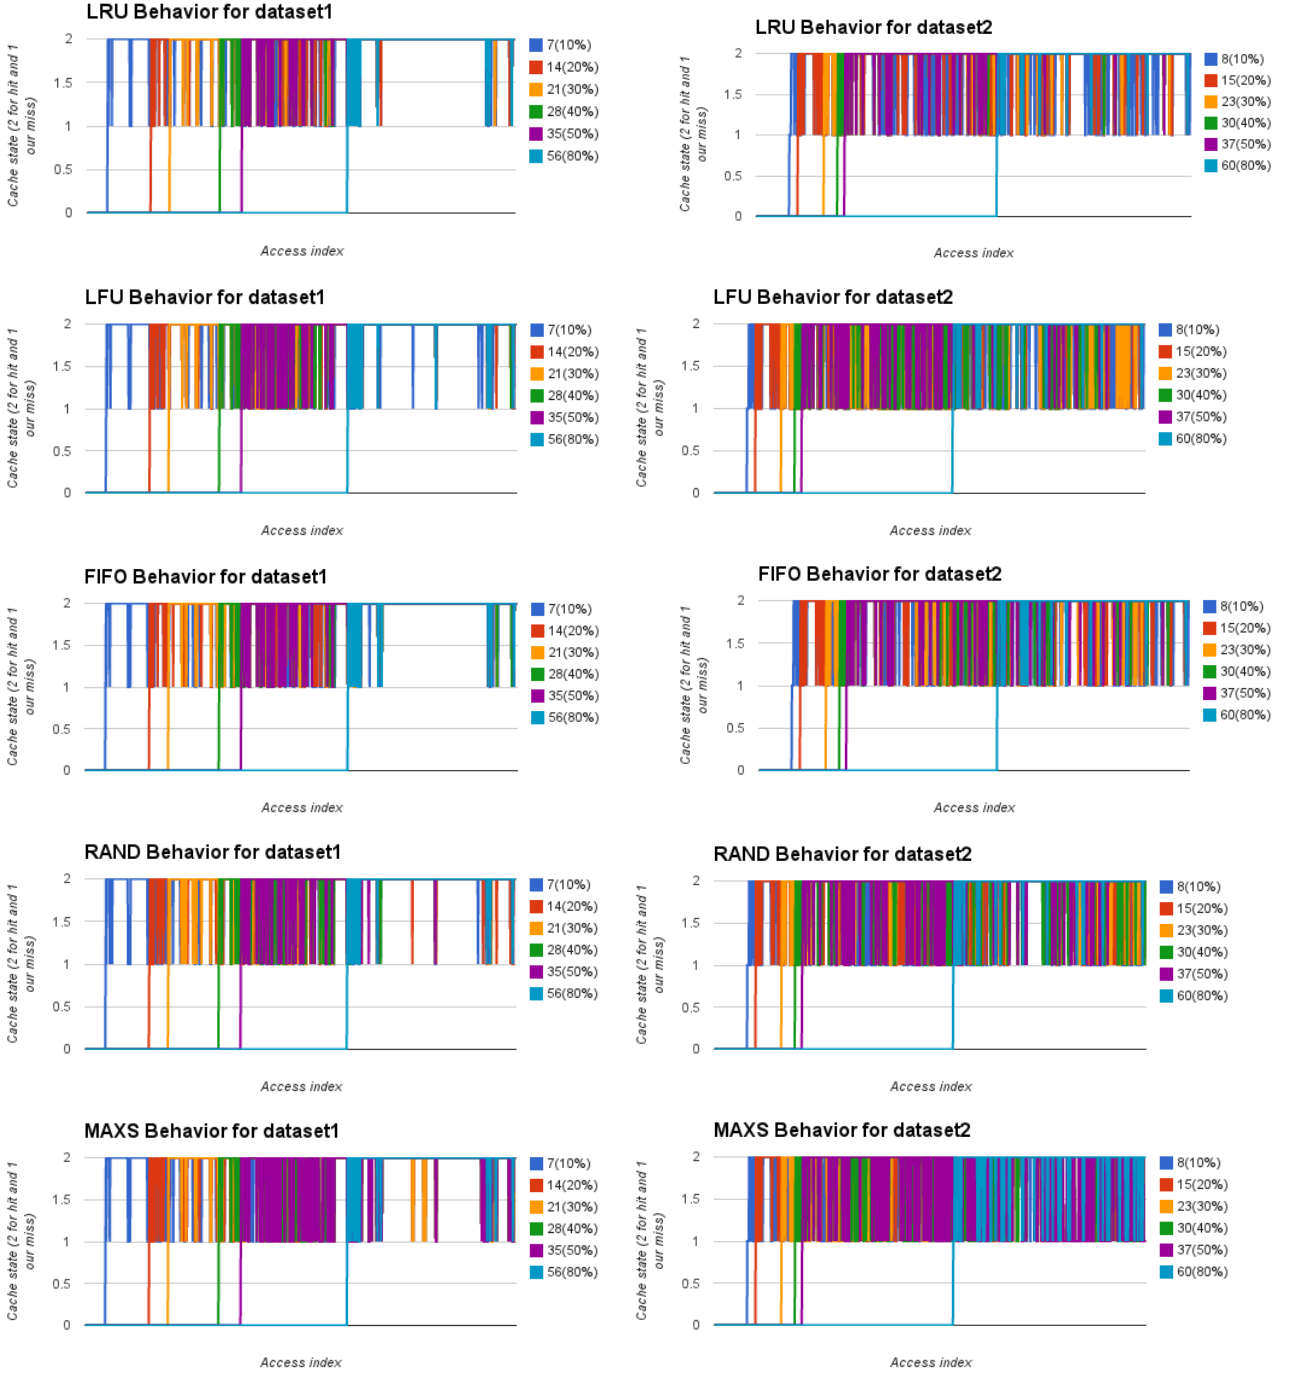 LRU Behavior for dataset1
Cache state (2 for hit and 1
our miss)
2
1.5
1
0.5
0
Access index
7(10%)
14(20%)
21(30%)
28(40%)
35(50%)
56(80%)
LRU Behavior for dataset2
Cache state (2 for hit and 1
our miss)
2
1.5
1
0.5
0
Access index
8(10%)
15(20%)
23(30%)
30(40%)
37(50%)
60(80%)
LFU Behavior for dataset1
Cache state (2 for hit and 1
our miss)
2
1.5
1
0.5
0
Access index
7(10%)
14(20%)
21(30%)
28(40%)
35(50%)
56(80%)
LFU Behavior for dataset2
Cache state (2 for hit and 1
our miss)
2
1.5
1
0.5
0
Access index
8(10%)
15(20%)
23(30%)
30(40%)
37(50%)
60(80%)
FIFO Behavior for dataset1
Cache state (2 for hit and 1
our miss)
2
1.5
1
0.5
0
Access index
7(10%)
14(20%)
21(30%)
28(40%)
35(50%)
56(80%)
FIFO Behavior for dataset2
Cache state (2 for hit and 1
our miss)
2
1.5
1
0.5
0
Access index
8(10%)
15(20%)
23(30%)
30(40%)
37(50%)
60(80%)
RAND Behavior for dataset1
Cache state (2 for hit and 1
our miss)
2
1.5
1
0.5
0
Access index
7(10%)
14(20%)
21(30%)
28(40%)
35(50%)
56(80%)
RAND Behavior for dataset2
Cache state (2 for hit and 1
our miss)
2
1.5
1
0.5
0
Access index
8(10%)
15(20%)
23(30%)
30(40%)
37(50%)
60(80%)
MAXS Behavior for dataset1
Cache state (2 for hit and 1
our miss)
2
1.5
1
0.5
0
Access index
7(10%)
14(20%)
21(30%)
28(40%)
35(50%)
56(80%)
MAXS Behavior for dataset2
Cache state (2 for hit and 1
our miss)
2
1.5
1
0.5
0
Access index
8(10%)
15(20%)
23(30%)
30(40%)
37(50%)
60(80%)